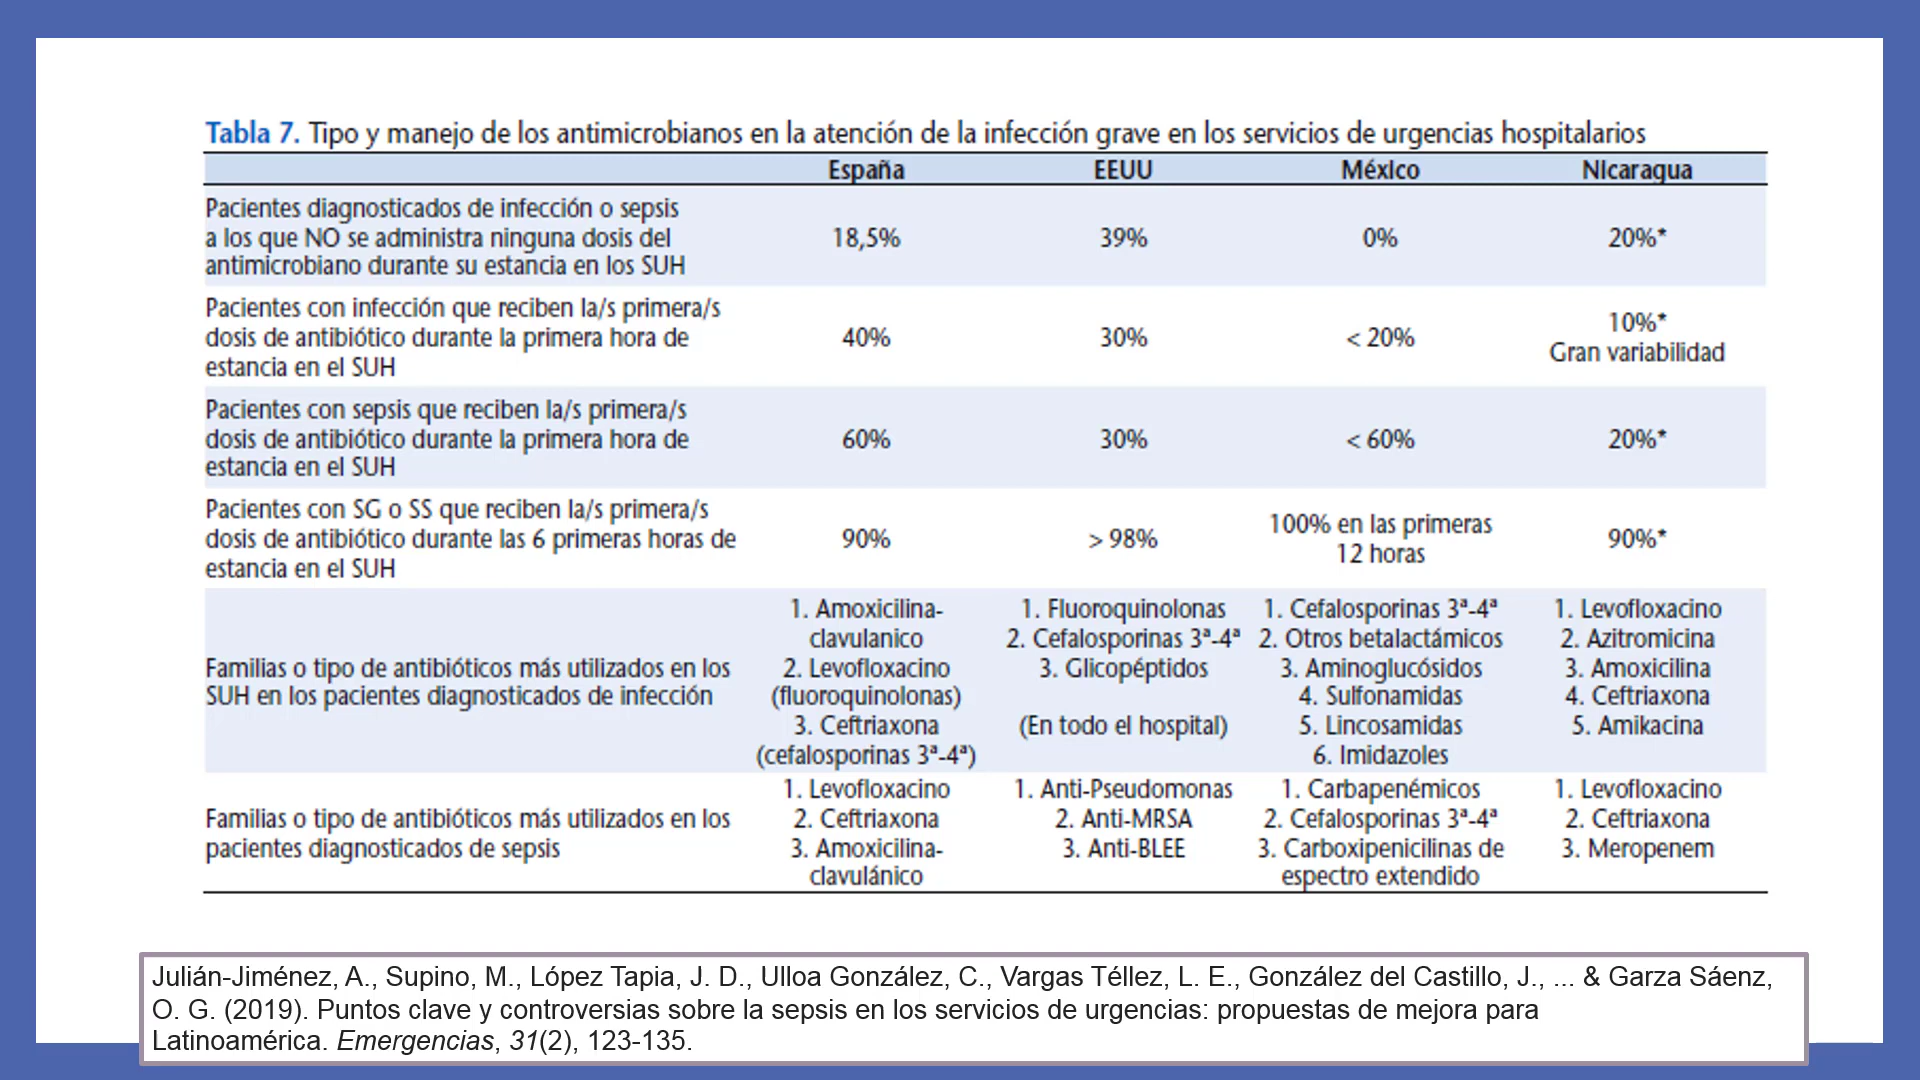 Tabla 7. Tipo y manejo de los antimicrobianos en la atención de la infección grave en los servicios de urgencias hospitalarios
España EEUU México Nicaragua
Pacientes diagnosticados de infección o sepsis
a los que NO se administra ninguna dosis del
antimicrobiano durante su estancia en los SUH
18,5% 39% 0% 20%*
Pacientes con infección que reciben la/s primera/s
dosis de antibiótico durante la primera hora de
estancia en el SUH
40% 30% < 20% 10%*
Gran variabilidad
Pacientes con sepsis que reciben la/s primera/s
dosis de antibiótico durante la primera hora de
estancia en el SUH
60% 30% < 60% 20%*
Pacientes con SG o SS que reciben la/s primera/s
dosis de antibiótico durante las 6 primeras horas de
estancia en el SUH
90% > 98% 100% en las primeras
12 horas
90%*
Familias o tipo de antibióticos más utilizados en los
SUH en los pacientes diagnosticados de infección
1. Amoxicilina-
clavulanico
2. Levofloxacino
(fluoroquinolonas)
3. Ceftriaxona
(cefalosporinas 3ª-4ª)
1. Fluoroquinolonas
2. Cefalosporinas 3ª-4ª
3. Glicopéptidos
(En todo el hospital)
1. Cefalosporinas 3ª-4ª
2. Otros betalactámicos
3. Aminoglucósidos
4. Sulfonamidas
5. Lincosamidas
6. Imidazoles
1. Levofloxacino
2. Azitromicina
3. Amoxicilina
4. Ceftriaxona
5. Amikacina
Familias o tipo de antibióticos más utilizados en los
pacientes diagnosticados de sepsis
1. Levofloxacino
2. Ceftriaxona
3. Amoxicilina-
clavulánico
1. Anti-Pseudomonas
2. Anti-MRSA
3. Anti-BLEE
1. Carbapenémicos
2. Cefalosporinas 3ª-4ª
3. Carboxipenicilinas de
espectro extendido
1. Levofloxacino
2. Ceftriaxona
3. Meropenem
Julián-Jiménez, A., Supino, M., López Tapia, J. D., Ulloa González, C., Vargas Téllez, L. E., González del Castillo, J., ... & Garza Sáenz,
O. G. (2019). Puntos clave y controversias sobre la sepsis en los servicios de urgencias: propuestas de mejora para
Latinoamérica. Emergencias, 31(2), 123-135.